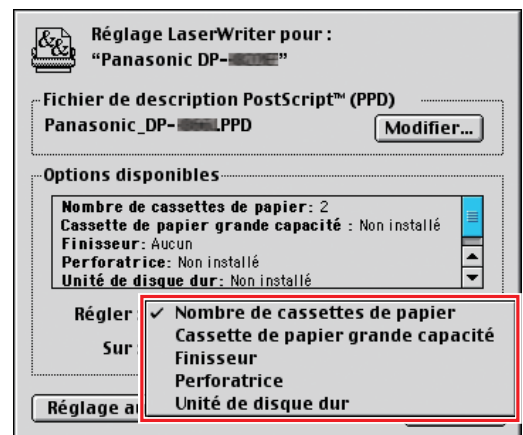 Réglage LaserWriter pour :
“Panasonic DP-
”
Fichier de description PostScript™ (PPD)
Panasonic_DP-
.PPD
Modifier...
Options disponibles
Nombre de cassettes de papier: 2
Cassette de papier grande capacité : Non installé
Finisseur: Aucun
Perforatrice: Non installé
Unité de disque dur: Non installé
Régler :
✓ Nombre de cassettes de papier
Cassette de papier grande capacité
Sur :
Finisseur
Perforatrice
Unité de disque dur
Réglage